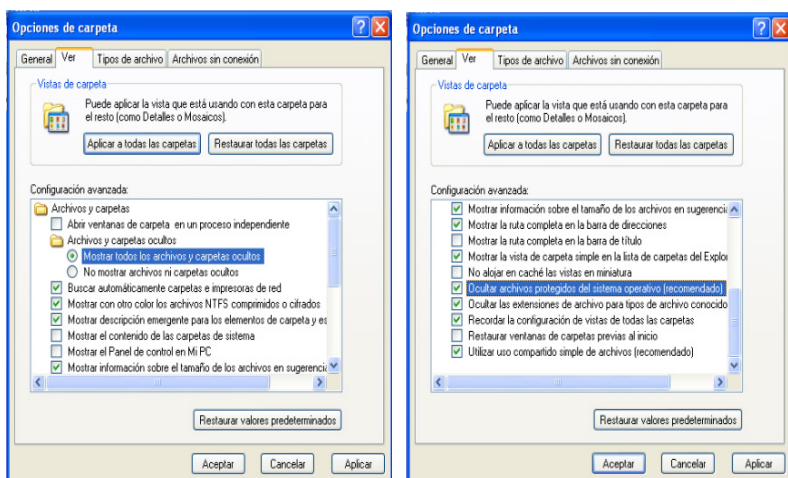 Opciones de carpeta
General Ver Tipos de archivo Archivos sin conexión
Vistas de carpeta
Puede aplicar la vista que está usando con esta carpeta para
el resto (como Detalles o Mosaicos).
Aplicar a todas las carpetas Restaurar todas las carpetas
Configuración avanzada:
Archivos y carpetas
Abrir ventanas de carpeta en un proceso independiente
Archivos y carpetas ocultos
Mostrar todos los archivos y carpetas ocultos
No mostrar archivos ni carpetas ocultos
Buscar automáticamente carpetas e impresoras de red
Mostrar con otro color los archivos NTFS comprimidos o cifrados
Mostrar descripción emergente para los elementos de carpeta y es
Mostrar el contenido de las carpetas de sistema
Mostrar el Panel de control en Mi PC
Mostrar información sobre el tamaño de los archivos en sugerencia
Restaurar valores predeterminados
Aceptar Cancelar Aplicar
Opciones de carpeta
General Ver Tipos de archivo Archivos sin conexión
Vistas de carpeta
Puede aplicar la vista que está usando con esta carpeta para
el resto (como Detalles o Mosaicos).
Aplicar a todas las carpetas Restaurar todas las carpetas
Configuración avanzada:
Mostrar información sobre el tamaño de los archivos en sugerencia
Mostrar la ruta completa en la barra de direcciones
Mostrar la ruta completa en la barra de título
Mostrar la vista de carpeta simple en la lista de carpetas del Explor
No alojar en caché las vistas en miniatura
Ocultar archivos protegidos del sistema operativo (recomendado)
Ocultar las extensiones de archivo para tipos de archivo conocido
Recordar la configuración de vistas de todas las carpetas
Restaurar ventanas de carpetas previas al inicio
Utilizar uso compartido simple de archivos (recomendado)
Restaurar valores predeterminados
Aceptar Cancelar Aplicar